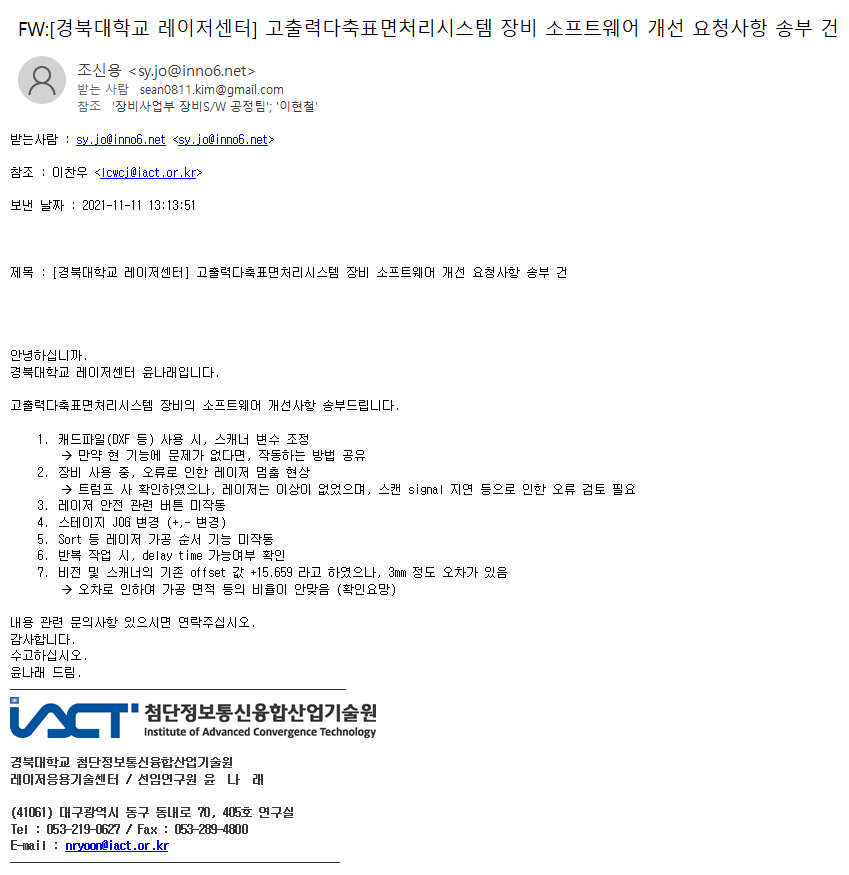 FW:[경북대학교 레이저센터] 고출력다축표면처리시스템 장비 소프트웨어 개선 요청사항 송부 건
조신용 <sy.jo@inno6.net>
받는 사람 sean0811.kim@gmail.com
참조 '장비사업부 장비S/W 공정팀'; '이현철'
받는사람 : sy.jo@inno6.net <sy.jo@inno6.net>
참조 : 이찬우 <lcwcj@iact.or.kr>
보낸 날짜 : 2021-11-11 13:13:51
제목 : [경북대학교 레이저센터] 고출력다축표면처리시스템 장비 소프트웨어 개선 요청사항 송부 건
안녕하십니까.
경북대학교 레이저센터 윤나래입니다.
고출력다축표면처리시스템 장비의 소프트웨어 개선사항 송부드립니다.
1. 캐드파일(DXF 등) 사용 시, 스캐너 변수 조정
→ 만약 현 기능에 문제가 없다면, 작동하는 방법 공유
2. 장비 사용 중, 오류로 인한 레이저 멈춤 현상
→ 트럼프 사 확인하였으나, 레이저는 이상이 없었으며, 스캔 signal 지연 등으로 인한 오류 검토 필요
3. 레이저 안전 관련 버튼 미작동
4. 스테이지 JOG 변경 (+,- 변경)
5. Sort 등 레이저 가공 순서 기능 미작동
6. 반복 작업 시, delay time 가능여부 확인
7. 비전 및 스캐너의 기존 offset 값 +15.659 라고 하였으나, 3mm 정도 오차가 있음
→ 오차로 인하여 가공 면적 등의 비율이 안맞음 (확인요망)
내용 관련 문의사항 있으시면 연락주십시오.
감사합니다.
수고하십시오.
윤나래 드림.
iACT 첨단정보통신융합산업기술원
Institute of Advanced Convergence Technology
경북대학교 첨단정보통신융합산업기술원
레이저응용기술센터 / 선임연구원 윤 나 래
(41061) 대구광역시 동구 동내로 70, 405호 연구실
Tel : 053-219-0627 / Fax : 053-289-4800
E-mail : nryoon@iact.or.kr